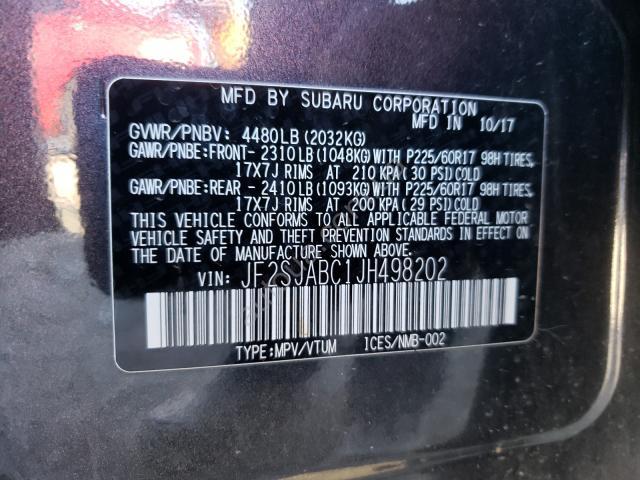 MFD BY SUBARU CORPORATION
MFD IN 10/17
GVWR/PNBV: 4480LB (2032KG)
GAWR/PNBE:FRONT- 2310LB (1048KG) WITH P225/60R17 98H TIRES,
17X7J RIMS AT 210 KPA (30 PSI) COLD
GAWR/PNBE:REAR - 2410LB (1093KG) WITH P225/60R17 98H TIRES,
17X7J RIMS AT 200 KPA (29 PSI) COLD
THIS VEHICLE CONFORMS TO ALL APPLICABLE FEDERAL MOTOR
VEHICLE SAFETY AND THEFT PREVENTION STANDARDS IN EFFECT ON
THE DATE OF MANUFACTURE SHOWN ABOVE.
VIN: JF2SJABC1JH498202
TYPE:MPV/VTUM ICES/NMB-002